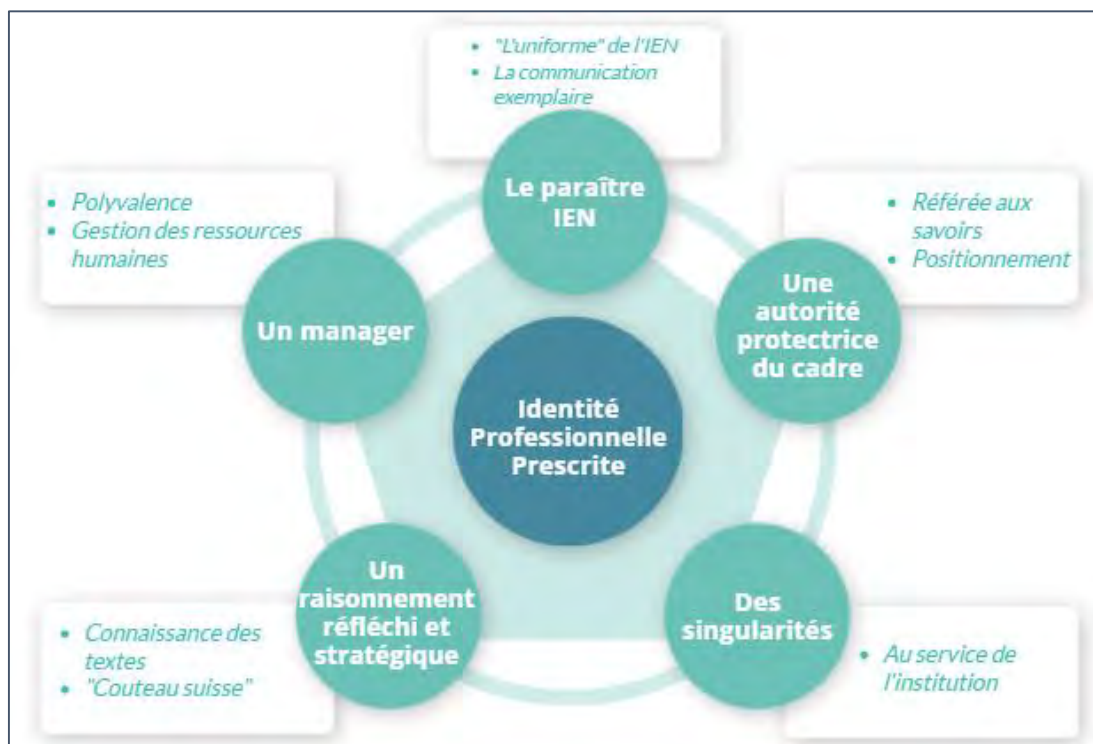 • "L'uniforme" de l'IEN
• La communication
exemplaire
Le paraître
IEN
• Référée aux
savoirs
• Positionnement
Une
autorité
protectrice
du cadre
• Polyvalence
• Gestion des ressources
humaines
Un manager
Identité
Professionnelle
Prescrite
Un
raisonnement
réfléchi et
stratégique
• Connaissance des
textes
• "Couteau suisse"
Des
singularités
• Au service de
l'institution